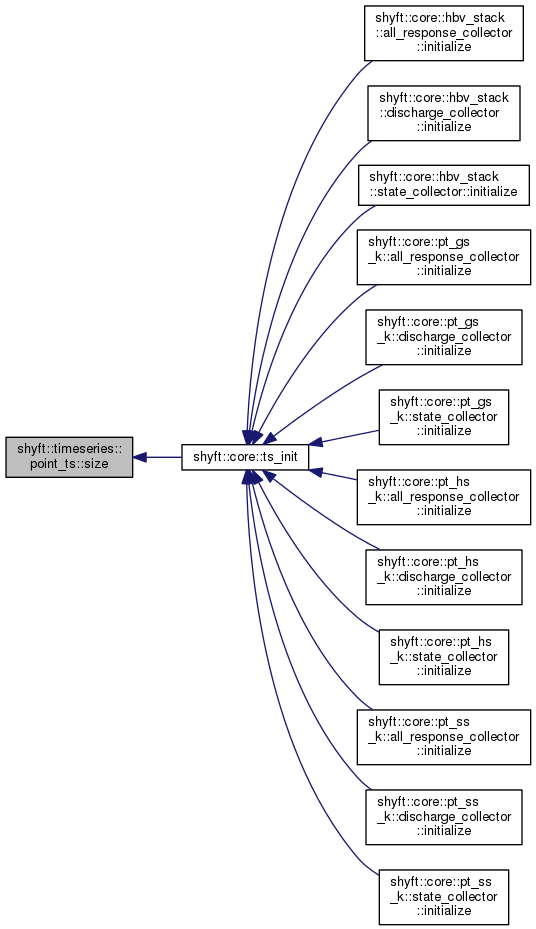 shyft::core::hbv_stack
::all_response_collector
::initialize
shyft::core::hbv_stack
::discharge_collector
::initialize
shyft::core::hbv_stack
::state_collector::initialize
shyft::core::pt_gs
_k::all_response_collector
::initialize
shyft::core::pt_gs
_k::discharge_collector
::initialize
shyft::core::pt_gs
_k::state_collector
::initialize
shyft::timeseries::
point_ts::size
shyft::core::ts_init
shyft::core::pt_hs
_k::all_response_collector
::initialize
shyft::core::pt_hs
_k::discharge_collector
::initialize
shyft::core::pt_hs
_k::state_collector
::initialize
shyft::core::pt_ss
_k::all_response_collector
::initialize
shyft::core::pt_ss
_k::discharge_collector
::initialize
shyft::core::pt_ss
_k::state_collector
::initialize